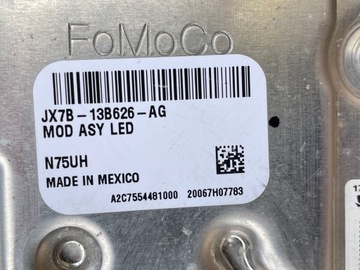 FoMoCo
JX7B-13B626-AG
MOD ASY LED
N75UH
MADE IN MEXICO
A2C7554481000 20067H07783